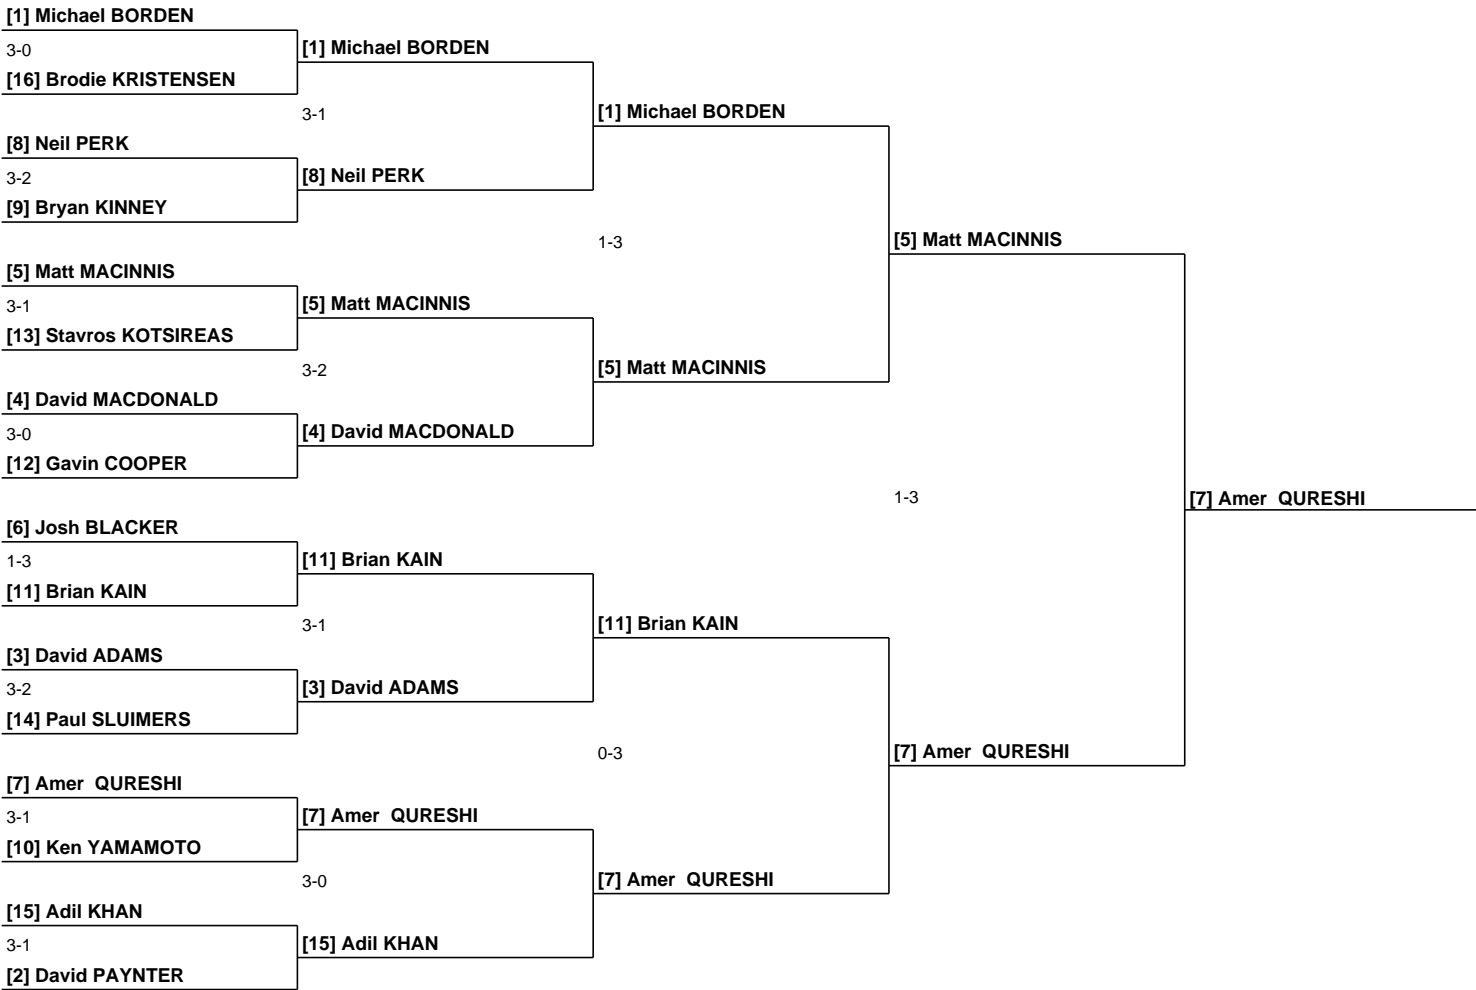 [1] Michael BORDEN
3-0
[16] Brodie KRISTENSEN
[8] Neil PERK
3-2
[9] Bryan KINNEY
[5] Matt MACINNIS
3-1
[13] Stavros KOTSIREAS
[4] David MACDONALD
3-0
[12] Gavin COOPER
[6] Josh BLACKER
1-3
[11] Brian KAIN
[3] David ADAMS
3-2
[14] Paul SLUIMERS
[7] Amer  QURESHI
3-1
[10] Ken YAMAMOTO
[15] Adil KHAN
3-1
[2] David PAYNTER
[1] Michael BORDEN
3-1
[8] Neil PERK
[5] Matt MACINNIS
3-2
[4] David MACDONALD
[11] Brian KAIN
3-1
[3] David ADAMS
[7] Amer  QURESHI
3-0
[15] Adil KHAN
[1] Michael BORDEN
1-3
[5] Matt MACINNIS
[11] Brian KAIN
0-3
[7] Amer  QURESHI
[5] Matt MACINNIS
1-3
[7] Amer  QURESHI
[7] Amer  QURESHI